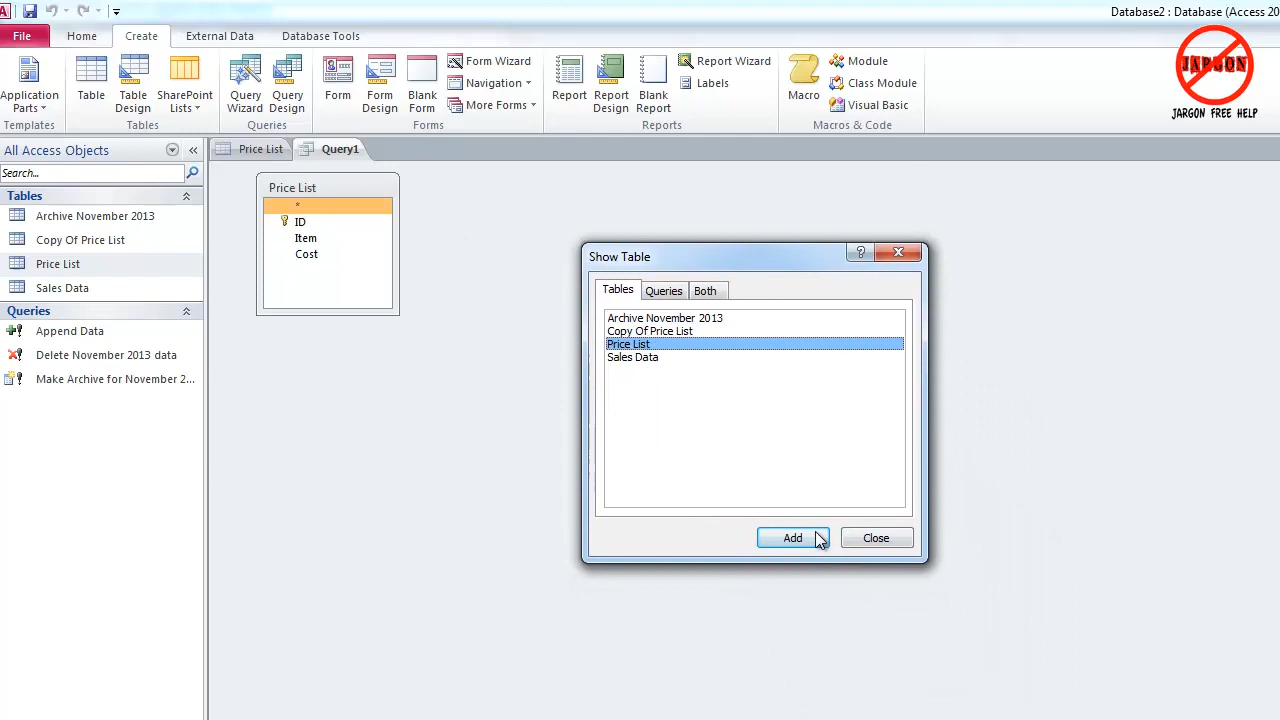 Database2 : Database (Access 20
File Home Create External Data Database Tools
Application Parts
Table
Table Design
SharePoint Lists
Query Wizard
Query Design
Form
Form Design
Blank Form
Form Wizard
Navigation
More Forms
Report
Report Design
Blank Report
Report Wizard
Labels
Macro
Module
Class Module
Visual Basic
Templates Tables Queries Forms Reports Macros & Code
JARGON
JARGON FREE HELP
All Access Objects
Search...
Tables
Archive November 2013
Copy Of Price List
Price List
Sales Data
Queries
Append Data
Delete November 2013 data
Make Archive for November 2...
Price List Query1
Price List
*
ID
Item
Cost
Show Table
?
Tables Queries Both
Archive November 2013
Copy Of Price List
Price List
Sales Data
Add Close